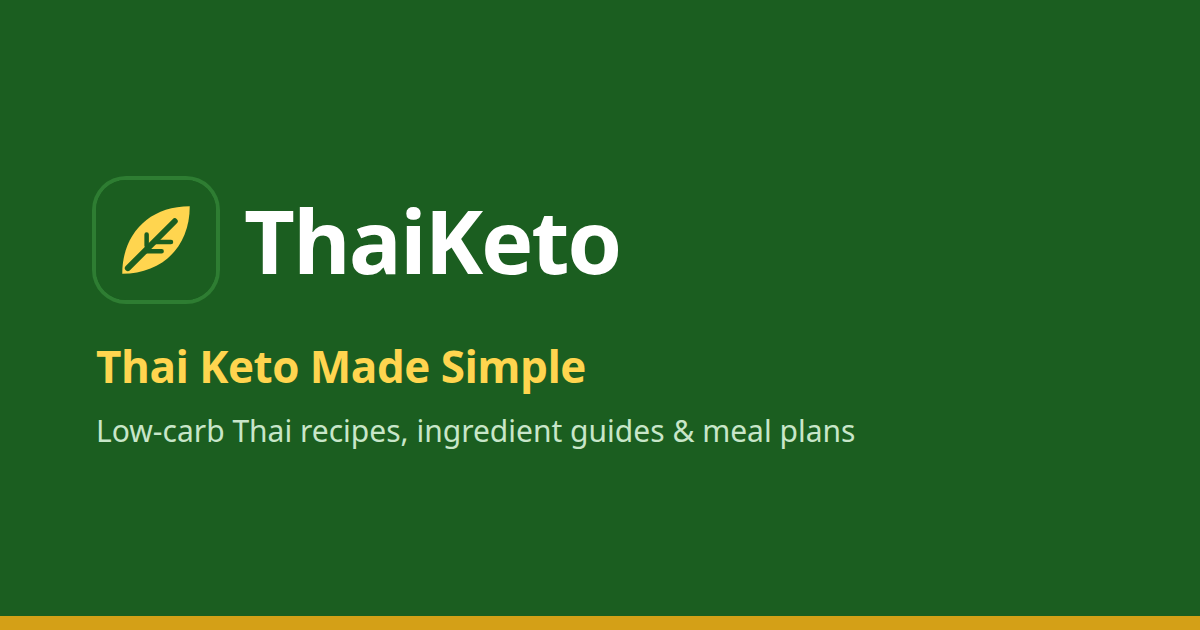 ThaiKeto
Thai Keto Made Simple
Low-carb Thai recipes, ingredient guides & meal plans